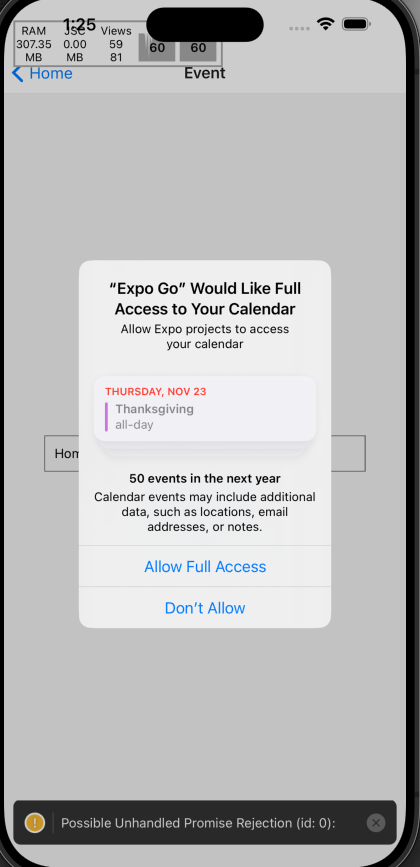 1:25
RAM JSC Views
307.35 0.00 59 60 60
MB MB 81
Home Event
“Expo Go” Would Like Full
Access to Your Calendar
Allow Expo projects to access
your calendar
THURSDAY, NOV 23
Thanksgiving
all-day
Hom
50 events in the next year
Calendar events may include additional
data, such as locations, email
addresses, or notes.
Allow Full Access
Don’t Allow
Possible Unhandled Promise Rejection (id: 0):